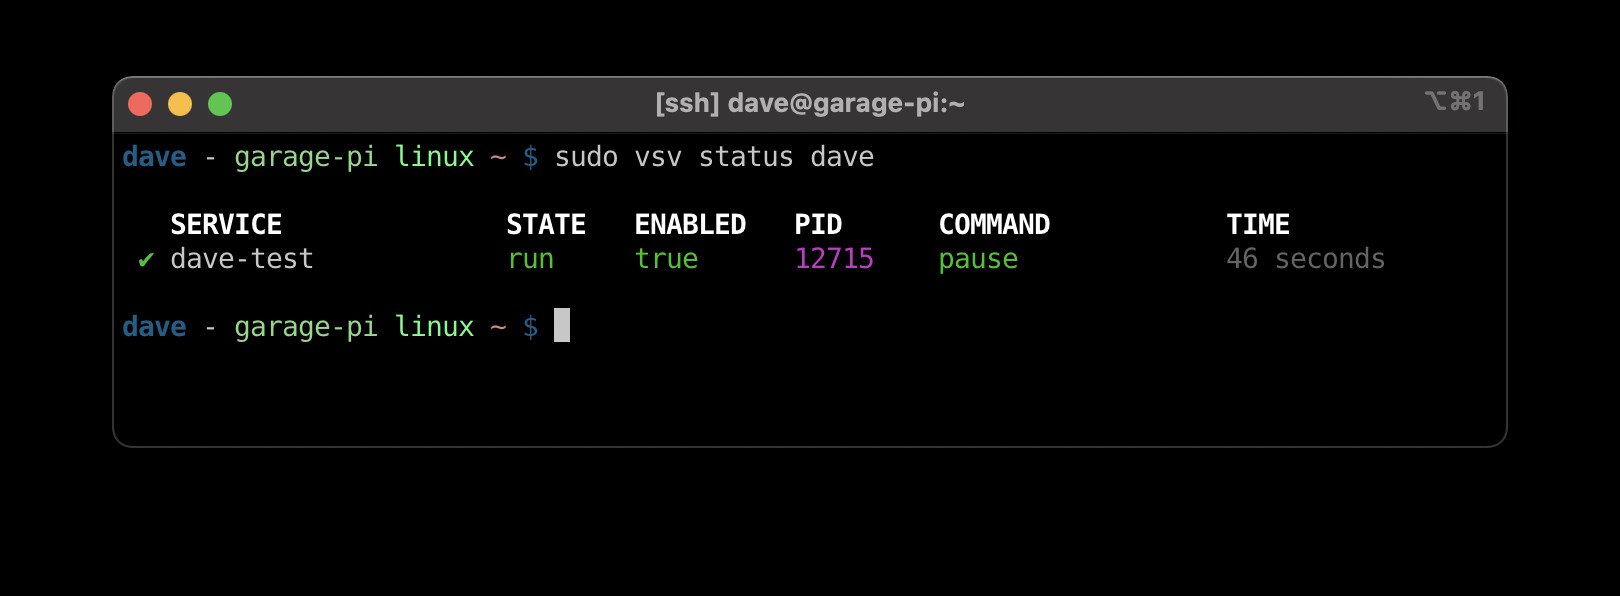 [ssh] dave@garage-pi:~ ⌥⌘1
dave - garage-pi linux ~ $ sudo vsv status dave
SERVICE STATE ENABLED PID COMMAND TIME
✔ dave-test run true 12715 pause 46 seconds
dave - garage-pi linux ~ $